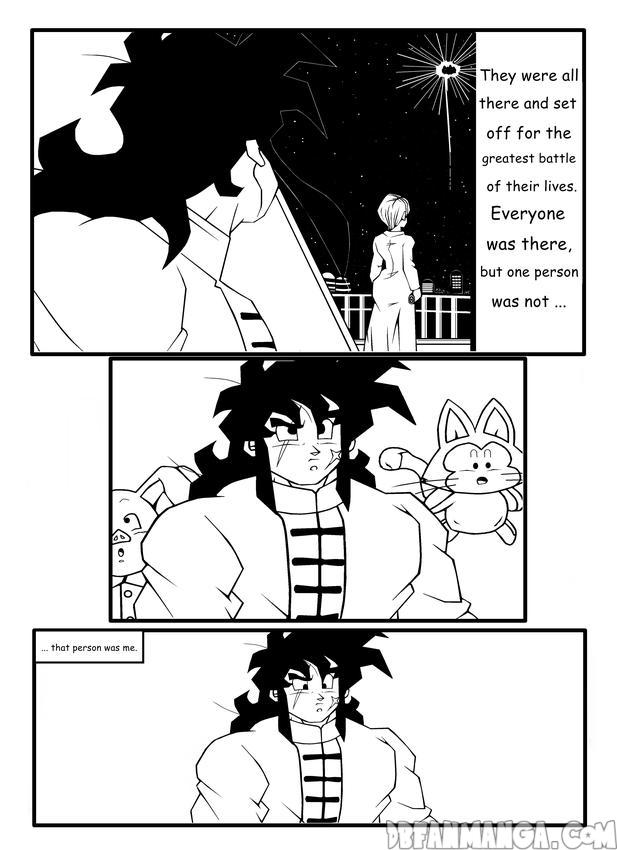 They were all
there and set
off for the
greatest battle
of their lives.
Everyone
was there,
but one person
was not ...
... that person was me.
DBFANMANGA.COM